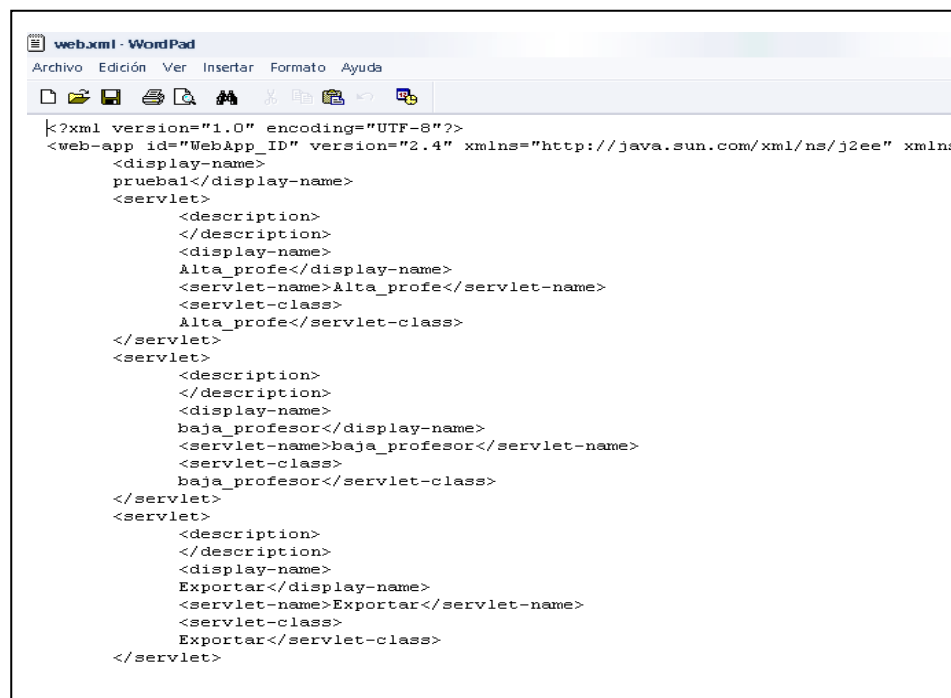 web.xml - WordPad
Archivo Edición Ver Insertar Formato Ayuda
<?xml version="1.0" encoding="UTF-8"?>
<web-app id="WebApp_ID" version="2.4" xmlns="http://java.sun.com/xml/ns/j2ee" xmlns
<display-name>
prueba1</display-name>
<servlet>
<description>
</description>
<display-name>
Alta_profe</display-name>
<servlet-name>Alta_profe</servlet-name>
<servlet-class>
Alta_profe</servlet-class>
</servlet>
<servlet>
<description>
</description>
<display-name>
baja_profesor</display-name>
<servlet-name>baja_profesor</servlet-name>
<servlet-class>
baja_profesor</servlet-class>
</servlet>
<servlet>
<description>
</description>
<display-name>
Exportar</display-name>
<servlet-name>Exportar</servlet-name>
<servlet-class>
Exportar</servlet-class>
</servlet>